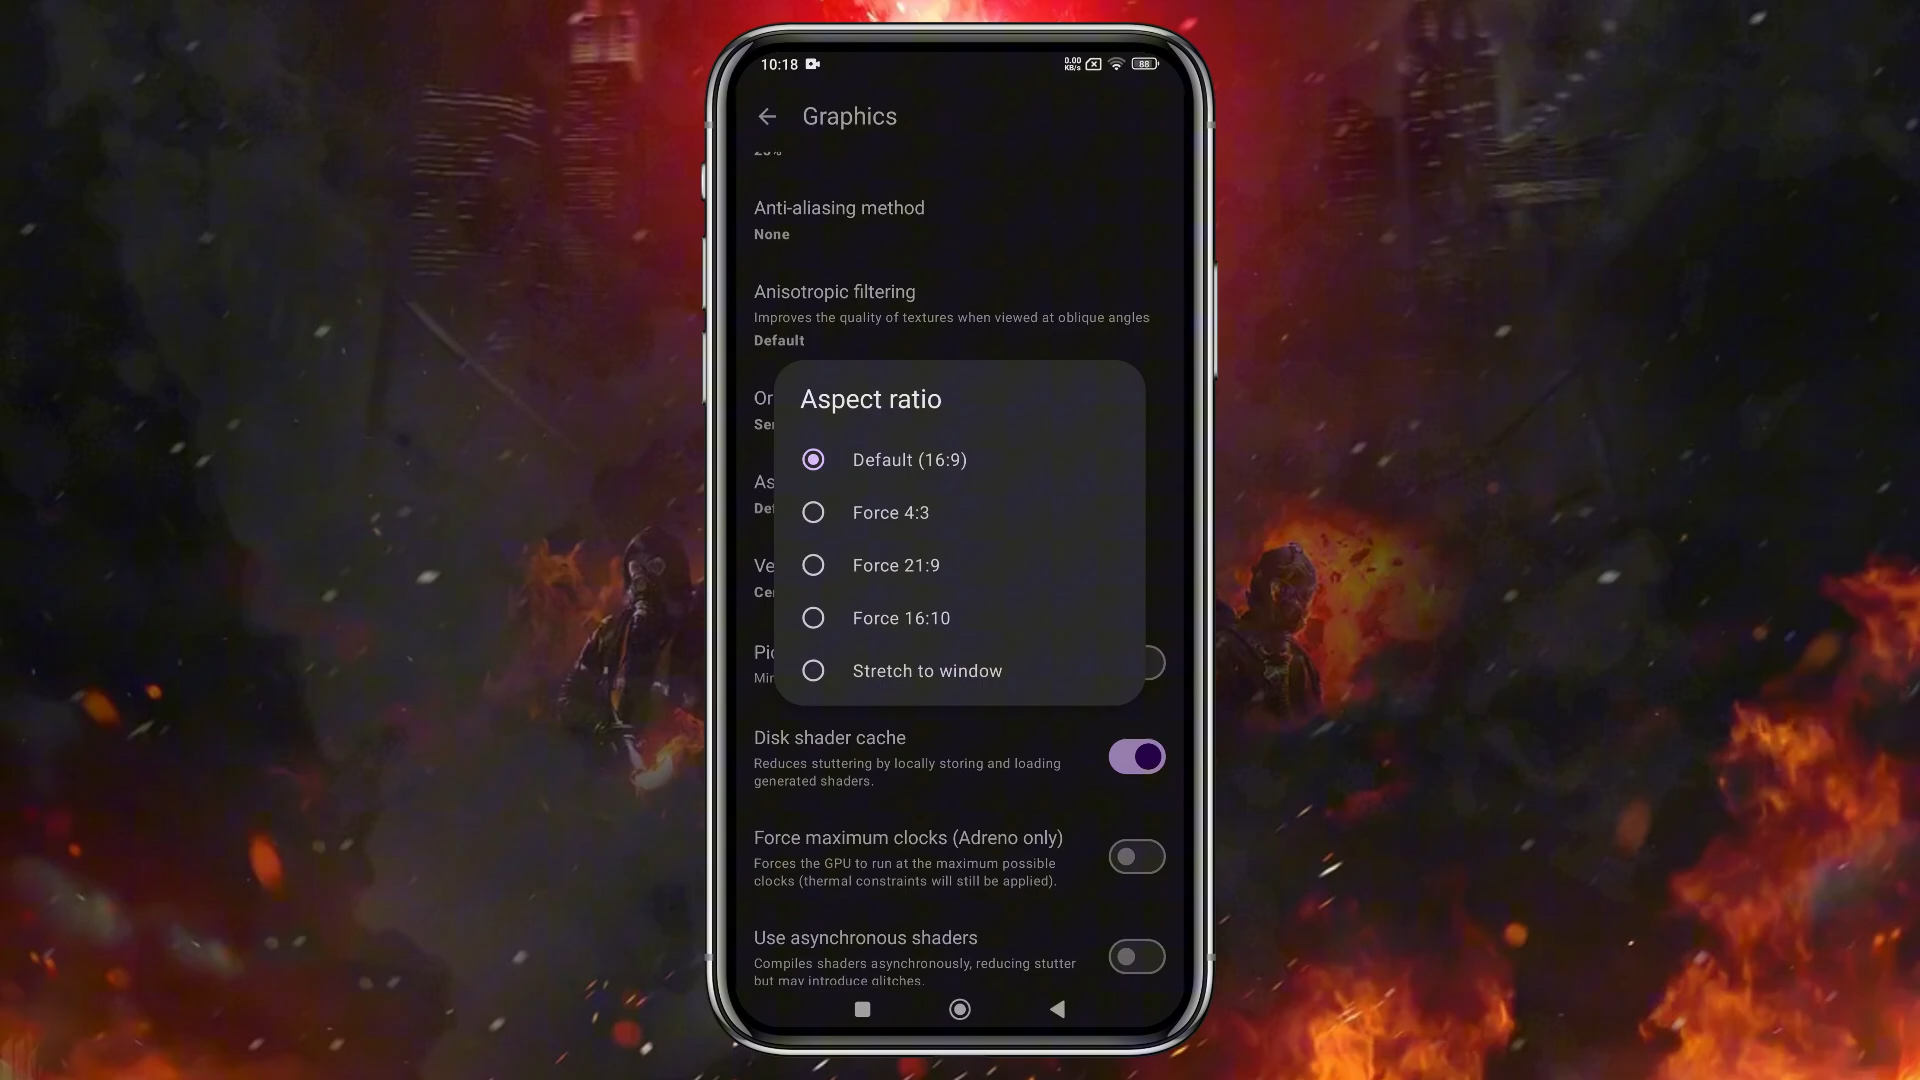 10:18
0.00
KB/s
88
Graphics
Anti-aliasing method
None
Anisotropic filtering
Improves the quality of textures when viewed at oblique angles
Default
Aspect ratio
Default (16:9)
Force 4:3
Force 21:9
Force 16:10
Stretch to window
Disk shader cache
Reduces stuttering by locally storing and loading
generated shaders.
Force maximum clocks (Adreno only)
Forces the GPU to run at the maximum possible
clocks (thermal constraints will still be applied).
Use asynchronous shaders
Compiles shaders asynchronously, reducing stutter
but may introduce glitches.